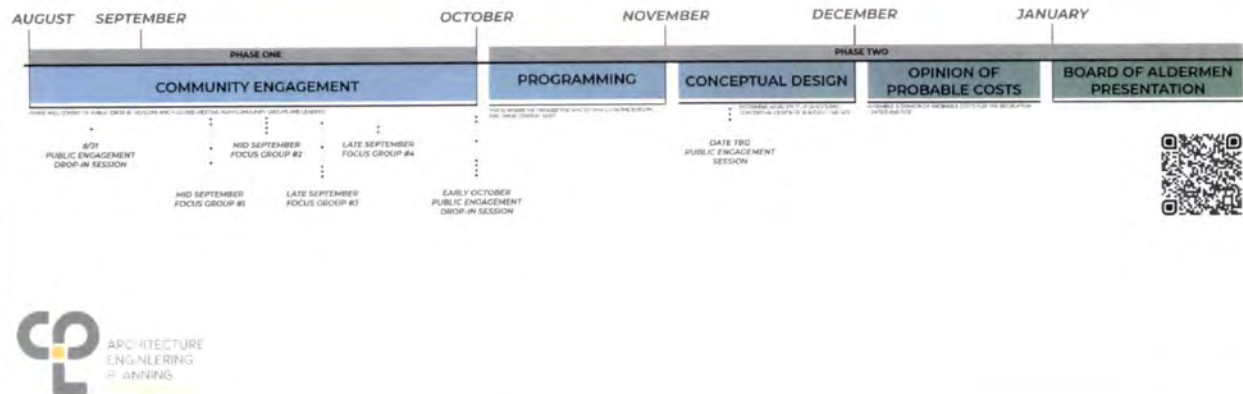 AUGUST SEPTEMBER OCTOBER NOVEMBER DECEMBER JANUARY
PHASE ONE PHASE TWO
COMMUNITY ENGAGEMENT
PROGRAMMING
CONCEPTUAL DESIGN
OPINION OF
PROBABLE COSTS
BOARD OF ALDERMEN
PRESENTATION
8/31
PUBLIC ENGAGEMENT
DROP-IN SESSION
MID SEPTEMBER
FOCUS GROUP #1
MID SEPTEMBER
FOCUS GROUP #2
LATE SEPTEMBER
FOCUS GROUP #3
LATE SEPTEMBER
FOCUS GROUP #4
EARLY OCTOBER
PUBLIC ENGAGEMENT
DROP-IN SESSION
DATE TBD
PUBLIC ENGAGEMENT
SESSION
ARCHITECTURE
ENGINEERING
PLANNING